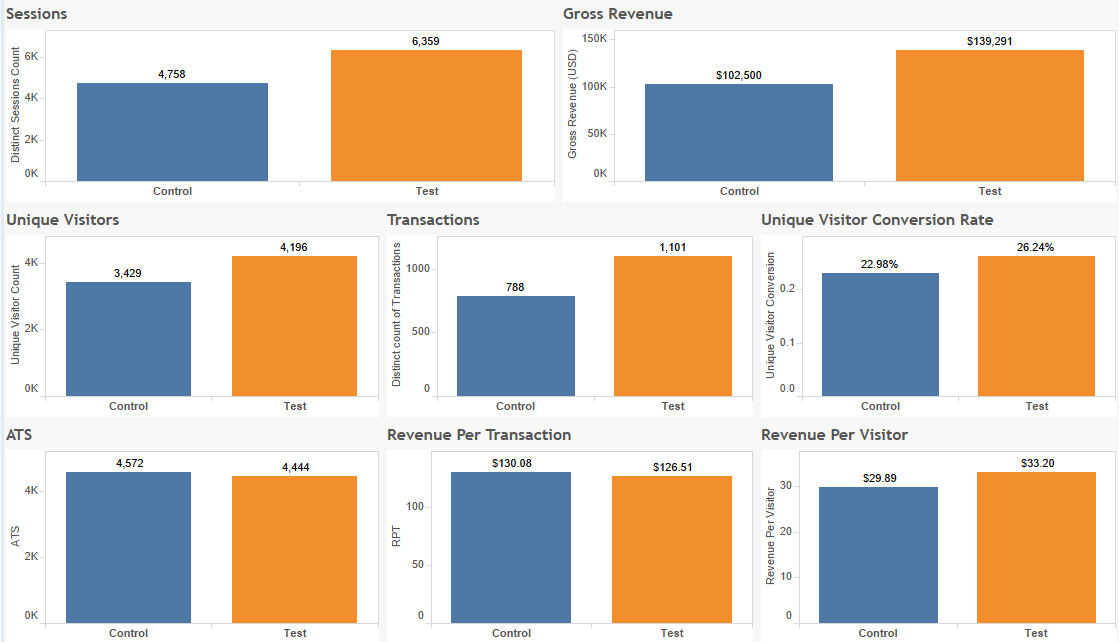 Sessions
Distinct Sessions Count
6K
4K
2K
0K
4,758
6,359
Control
Test
Gross Revenue
Gross Revenue (USD)
150K
100K
50K
0K
$102,500
$139,291
Control
Test
Unique Visitors
Unique Visitor Count
4K
2K
0K
3,429
4,196
Control
Test
Transactions
Distinct count of Transactions
1000
500
0
788
1,101
Control
Test
Unique Visitor Conversion Rate
Unique Visitor Conversion
0.2
0.1
0.0
22.98%
26.24%
Control
Test
ATS
ATS
4K
2K
0K
4,572
4,444
Control
Test
Revenue Per Transaction
RPT
100
50
0
$130.08
$126.51
Control
Test
Revenue Per Visitor
Revenue Per Visitor
30
20
10
0
$29.89
$33.20
Control
Test